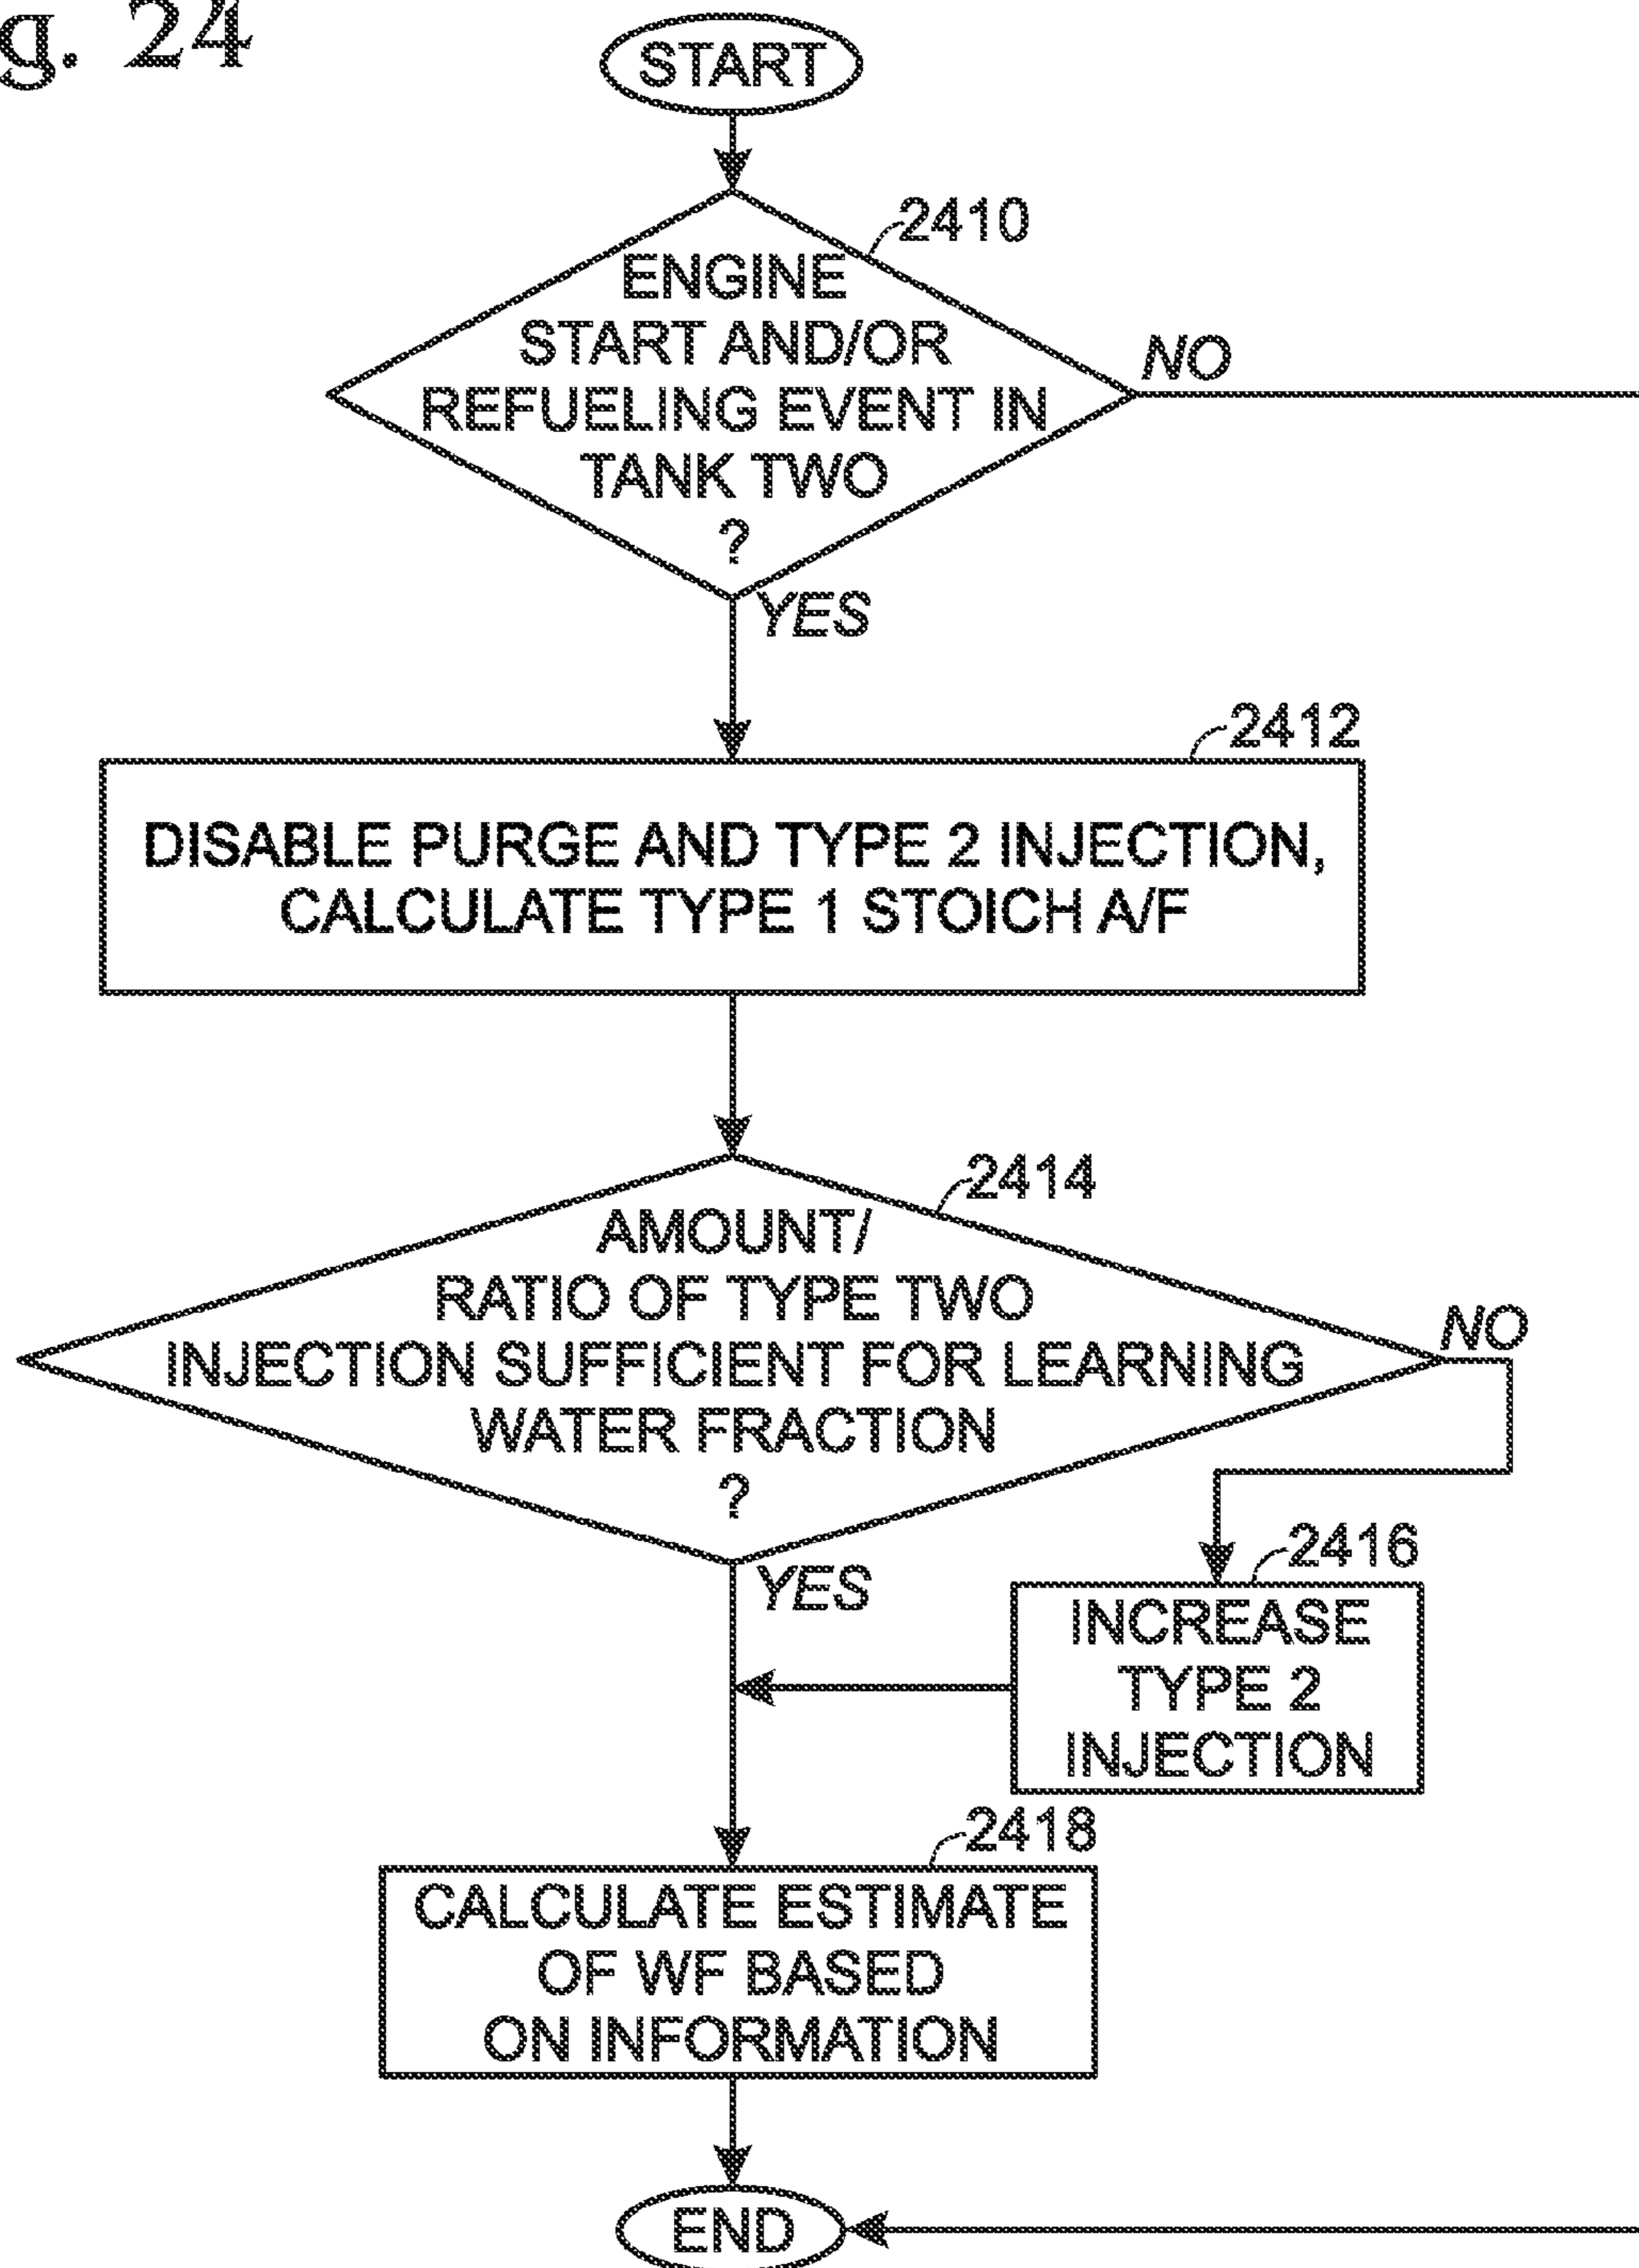 g. 24
START
2410
ENGINE
START AND/OR
REFUELING EVENT IN
TANK TWO
?
NO
YES
2412
DISABLE PURGE AND TYPE 2 INJECTION,
CALCULATE TYPE 1 STOICH A/F
2414
AMOUNT/
RATIO OF TYPE TWO
INJECTION SUFFICIENT FOR LEARNING
WATER FRACTION
?
NO
YES
2416
INCREASE
TYPE 2
INJECTION
2418
CALCULATE ESTIMATE
OF WF BASED
ON INFORMATION
END